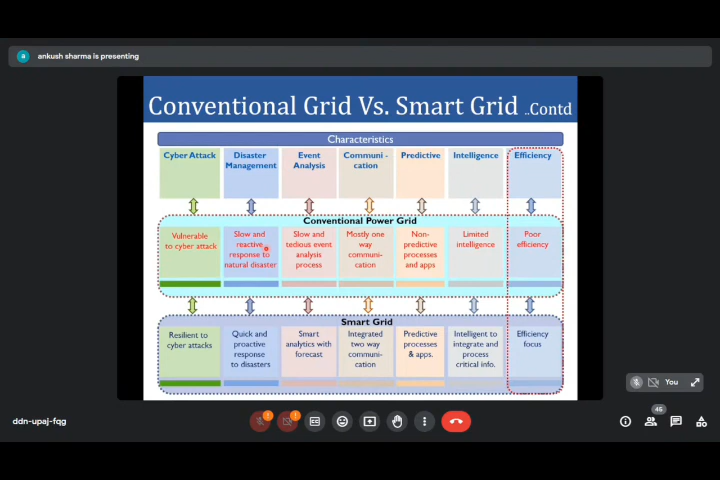 a ankush sharma is presenting
Conventional Grid Vs. Smart Grid ..Contd
Characteristics
Cyber Attack
Disaster
Management
Event
Analysis
Communi -
cation
Predictive
Intelligence
Efficiency
Conventional Power Grid
Vulnerable
to cyber attack
Slow and
reactive
response to
natural disaster
Slow and
tedious event
analysis
process
Mostly one
way
communi-
cation
Non-
predictive
processes
and apps
Limited
intelligence
Poor
efficiency
Smart Grid
Resilient to
cyber attacks
Quick and
proactive
response
to disasters
Smart
analytics with
forecast
Integrated
two way
communi-
cation
Predictive
processes
& apps.
Intelligent to
integrate and
process
critical info.
Efficiency
focus
You
ddn-upaj-fqg
45